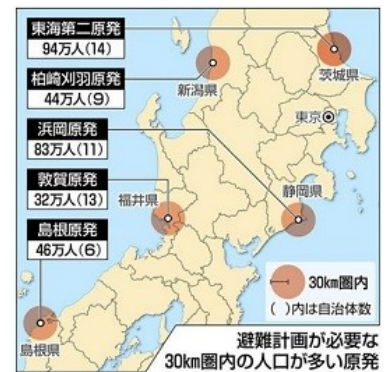 東海第二原発
94万人(14)
柏崎刈羽原発
44万人(9)
浜岡原発
83万人(11)
敦賀原発
32万人(13)
島根原発
46万人(6)
新潟県
茨城県
東京
福井県
静岡県
島根県
30km圏内
( )内は自治体数
避難計画が必要な
30km圏内の人口が多い原発